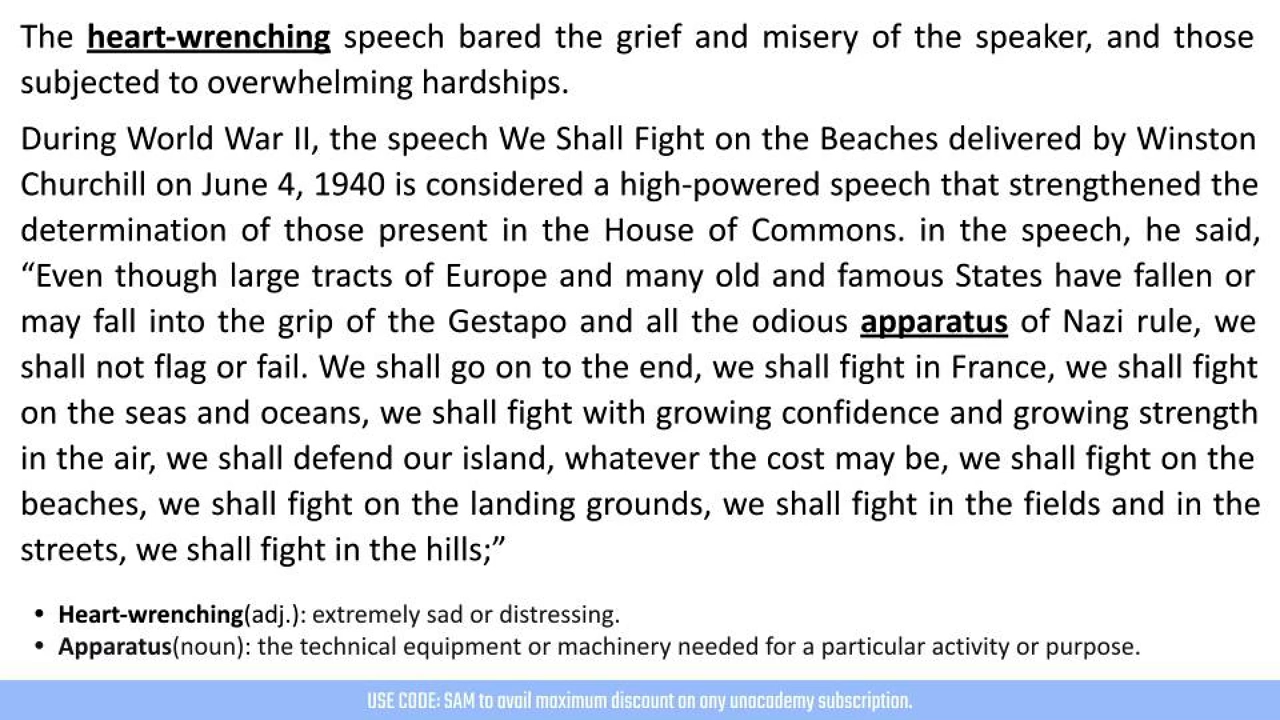 The heart-wrenching speech bared the grief and misery of the speaker, and those
subjected to overwhelming hardships.
During World War II, the speech We Shall Fight on the Beaches delivered by Winston
Churchill on June 4, 1940 is considered a high-powered speech that strengthened the
determination of those present in the House of Commons. in the speech, he said,
“Even though large tracts of Europe and many old and famous States have fallen or
may fall into the grip of the Gestapo and all the odious apparatus of Nazi rule, we
shall not flag or fail. We shall go on to the end, we shall fight in France, we shall fight
on the seas and oceans, we shall fight with growing confidence and growing strength
in the air, we shall defend our island, whatever the cost may be, we shall fight on the
beaches, we shall fight on the landing grounds, we shall fight in the fields and in the
streets, we shall fight in the hills;”
• Heart-wrenching(adj.): extremely sad or distressing.
• Apparatus(noun): the technical equipment or machinery needed for a particular activity or purpose.
USE CODE: SAM to avail maximum discount on any unacademy subscription.